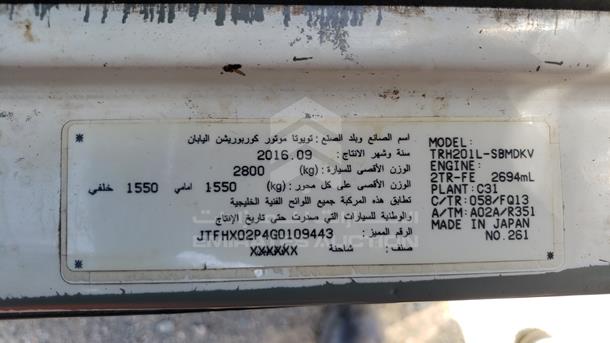 اسم الصانع وبلد الصنع : تويوتا موتور كوربوريشن اليابان
سنة وشهر الانتاج : 2016.09
الوزن الأقصى للسيارة : (kg) 2800
الوزن الأقصى على كل محور : (kg) 1550 امامي 1550 خلفي
تطابق هذه المركبة جميع اللوائح الفنية الخليجية
والوطنية للسيارات التي صدرت حتى تاريخ الإنتاج
الرقم المميز : JTFHX02P4G0109443
صنف : شاحنة XXXXXX
MODEL:
TRH201L-SBMDKV
ENGINE:
2TR-FE 2694mL
PLANT: C31
C/TR: 058/FQ13
A/TM: A02A/R351
MADE IN JAPAN
NO.261
EMIRATES AUCTION